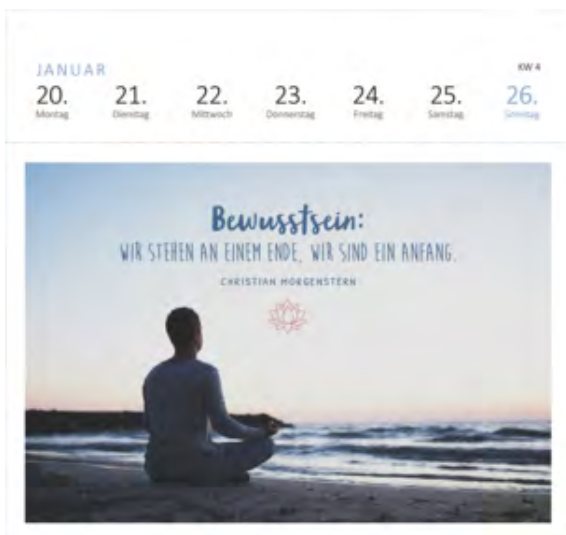 JANUAR
KW 4
20. 21. 22. 23. 24. 25. 26.
Montag Dienstag Mittwoch Donnerstag Freitag Samstag Sonntag
Bewusstsein:
WIR STEHEN AN EINEM ENDE, WIR SIND EIN ANFANG.
CHRISTIAN MORGENSTERN